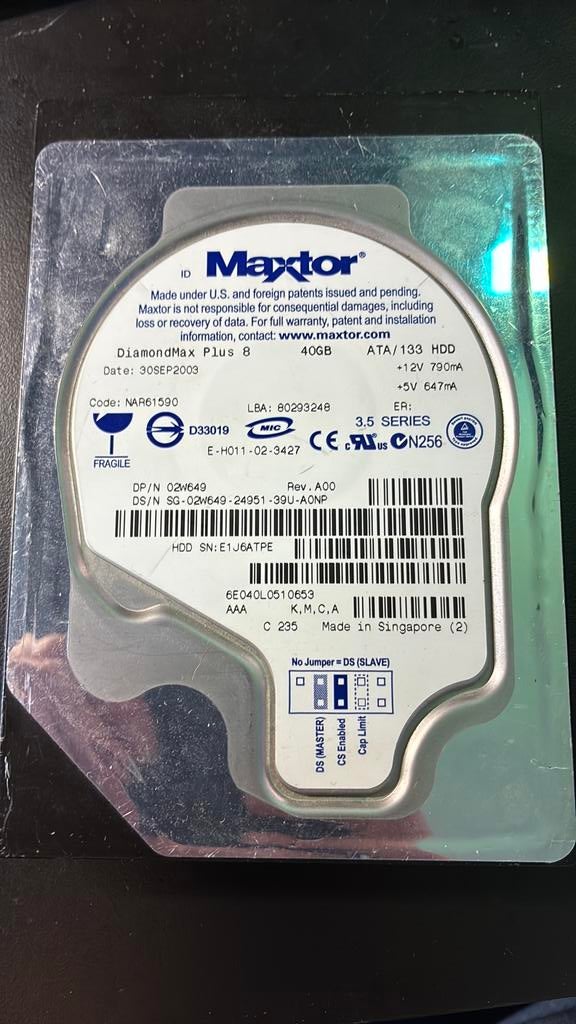 ID Maxtor®
Made under U.S. and foreign patents issued and pending.
Maxtor is not responsible for consequential damages, including
loss or recovery of data. For full warranty, patent and installation
information, contact: www.maxtor.com
DiamondMax Plus 8 40GB ATA/133 HDD
Date: 30SEP2003 +12V 790mA
+5V 647mA
Code: NAR61590 LBA: 80293248 ER:
D33019 MIC 3.5 SERIES
E-H011-02-3427 CE c RU us N256
FRAGILE
DP/N 02W649 Rev.A00
DS/N SG-02W649-24951-39U-A0NP
HDD SN:E1J6ATPE
6E040L0510653
AAA K,M,C,A
C 235 Made in Singapore (2)
No Jumper = DS (SLAVE)
DS (MASTER)
CS Enabled
Cap Limit